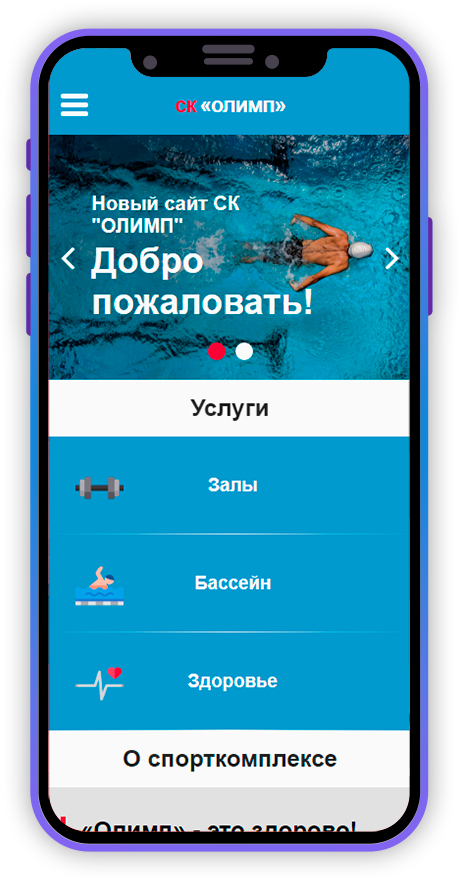 СК «ОЛИМП»
Новый сайт СК
"ОЛИМП"
Добро
пожаловать!
Услуги
Залы
Бассейн
Здоровье
О спорткомплексе
«Олимп» - это здорово!